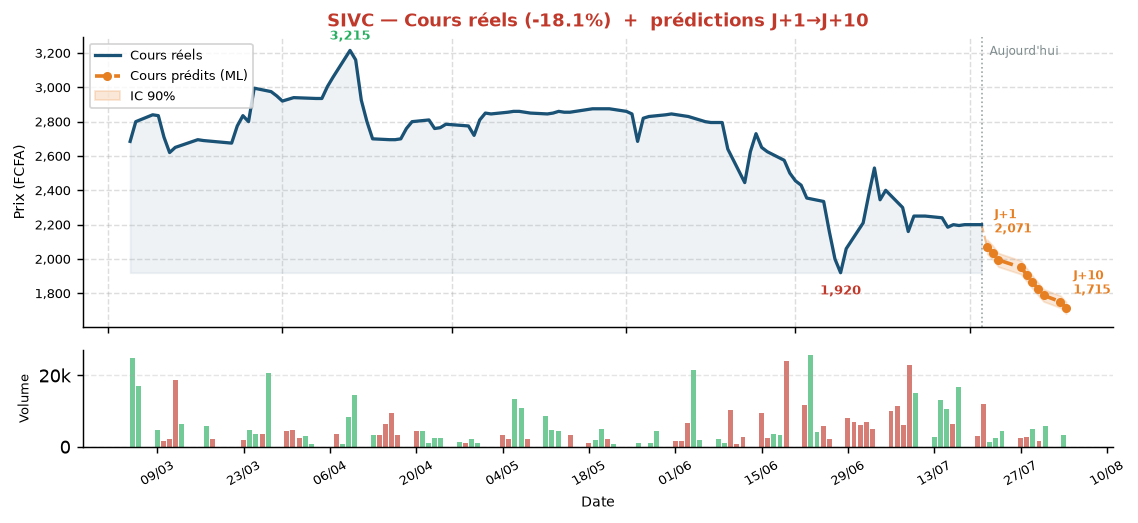 SIVC — Cours réels (-18.1%)  +  prédictions J+1→J+10
3,215
Cours réels
Cours prédits (ML)
IC 90%
Aujourd'hui
3,200
3,000
2,800
2,600
2,400
2,200
2,000
1,800
Prix (FCFA)
J+1
2,071
J+10
1,715
1,920
20k
0
Volume
09/03
23/03
06/04
20/04
04/05
18/05
01/06
15/06
29/06
13/07
27/07
10/08
Date